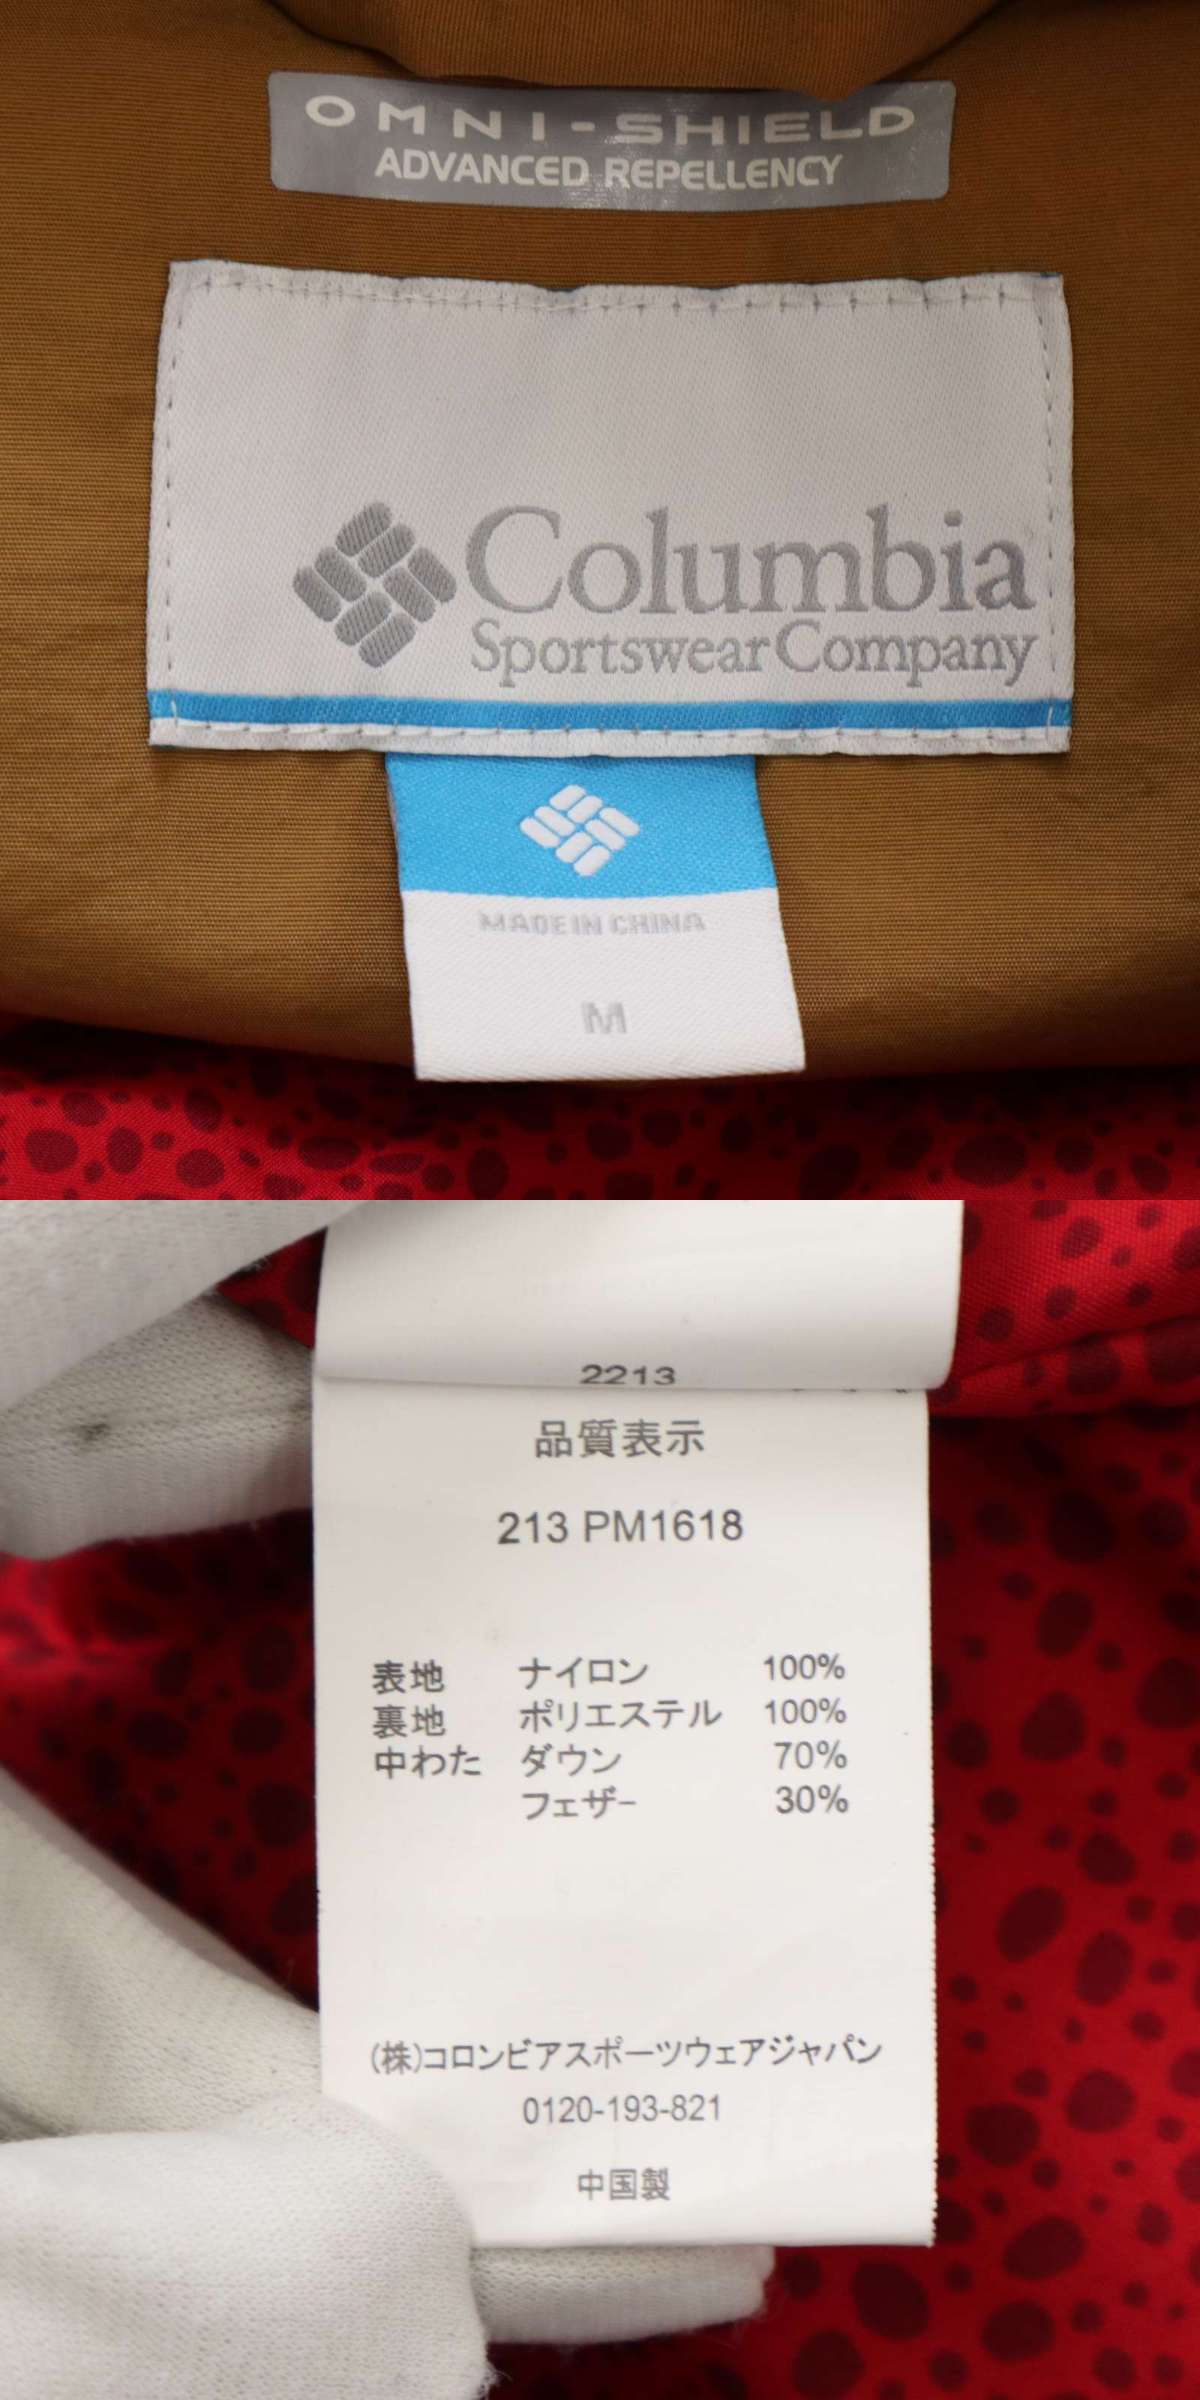 OMNI-SHIELD
ADVANCED REPELLENCY
Columbia
Sportswear Company
MADE IN CHINA
M
2213
品質表示
213 PM1618
表地 ナイロン 100%
裏地 ポリエステル 100%
中わた ダウン 70%
フェザー 30%
(株)コロンビアスポーツウェアジャパン
0120-193-821
中国製